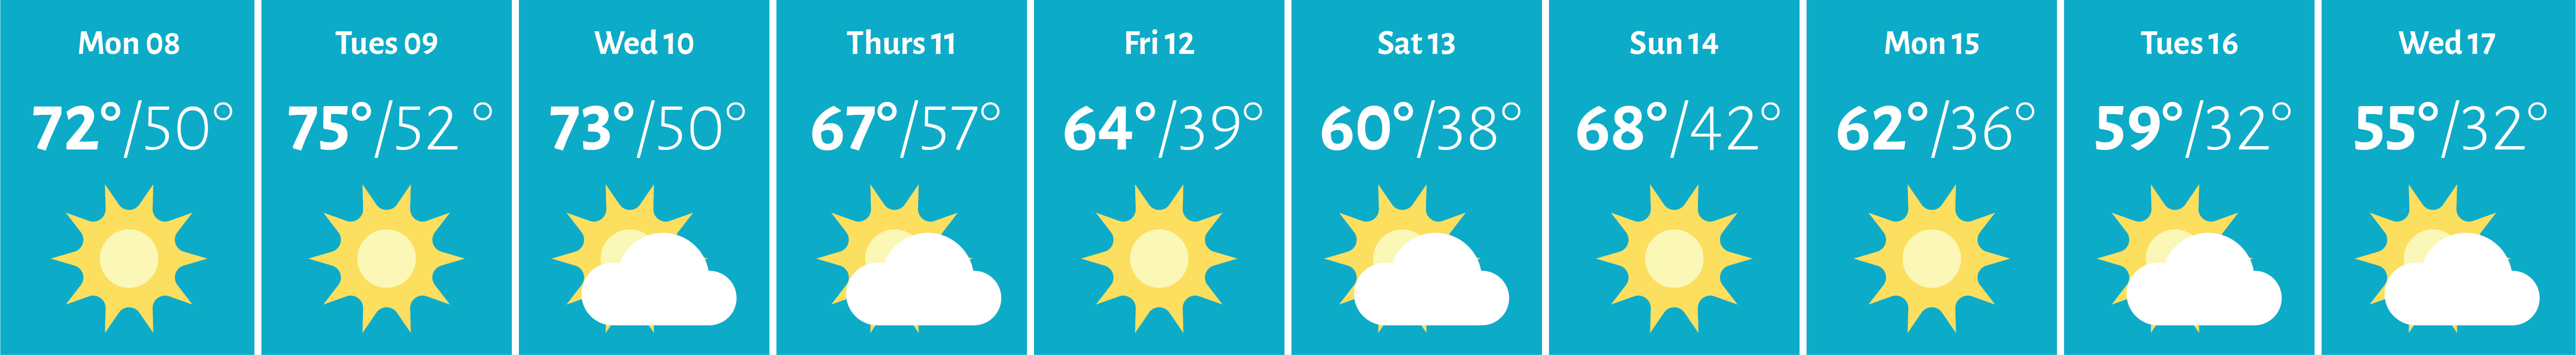 Mon 08
72°/50°
Tues 09
75°/52 °
Wed 10
73°/50°
Thurs 11
67°/57°
Fri 12
64°/39°
Sat 13
60°/38°
Sun 14
68°/42°
Mon 15
62°/36°
Tues 16
59°/32°
Wed 17
55°/32°